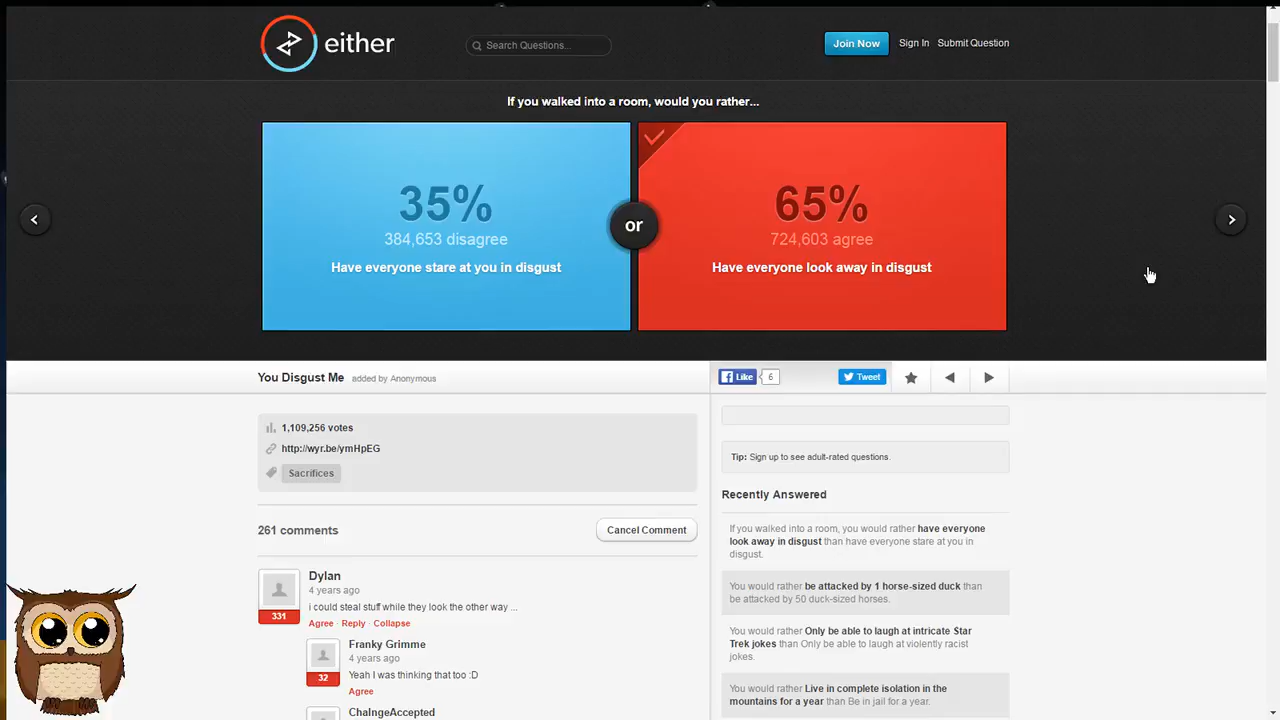 either
Search Questions...
Join Now
Sign In
Submit Question
If you walked into a room, would you rather...
35%
384,653 disagree
Have everyone stare at you in disgust
or
65%
724,603 agree
Have everyone look away in disgust
You Disgust Me added by Anonymous
Like 6
Tweet
1,109,256 votes
http://wyr.be/ymHpEG
Sacrifices
261 comments
Cancel Comment
Dylan
4 years ago
331
i could steal stuff while they look the other way ...
Agree · Reply · Collapse
Franky Grimme
4 years ago
32
Yeah I was thinking that too :D
Agree
ChalngeAccepted
Tip: Sign up to see adult-rated questions.
Recently Answered
If you walked into a room, you would rather have everyone
look away in disgust than have everyone stare at you in
disgust.
You would rather be attacked by 1 horse-sized duck than
be attacked by 50 duck-sized horses.
You would rather Only be able to laugh at intricate Star
Trek jokes than Only be able to laugh at violently racist
jokes.
You would rather Live in complete isolation in the
mountains for a year than Be in jail for a year.